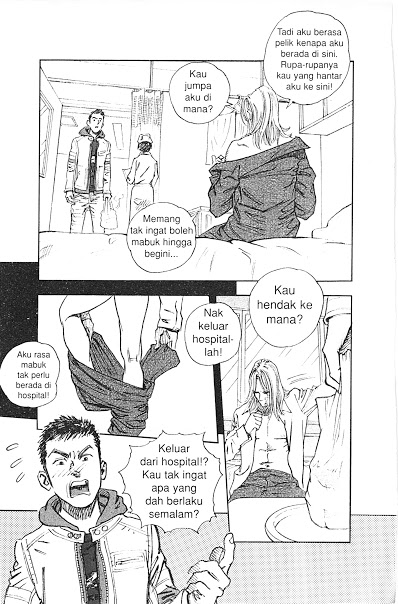 Tadi aku berasa
pelik kenapa aku
berada di sini.
Rupa-rupanya
kau yang hantar
aku ke sini!
Kau
jumpa
aku di
mana?
Memang
tak ingat boleh
mabuk hingga
begini...
Kau
hendak ke
mana?
Nak
keluar
hospital-
lah!
Aku rasa
mabuk
tak perlu
berada di
hospital!
Keluar
dari hospital!?
Kau tak ingat
apa yang
dah berlaku
semalam?